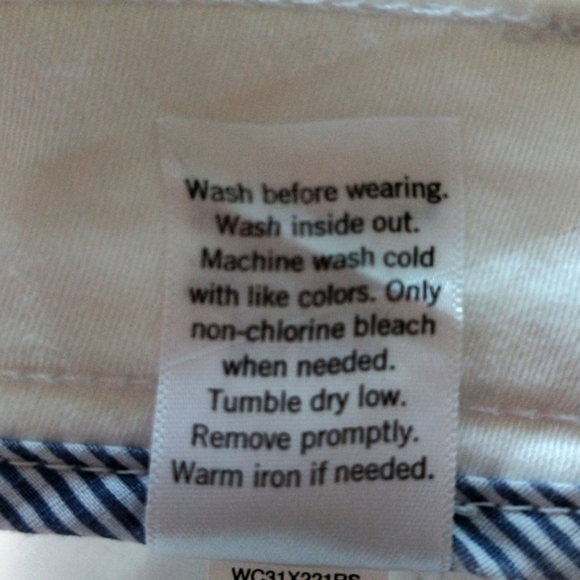 Wash before wearing.
Wash inside out.
Machine wash cold
with like colors. Only
non-chlorine bleach
when needed.
Tumble dry low.
Remove promptly.
Warm iron if needed.